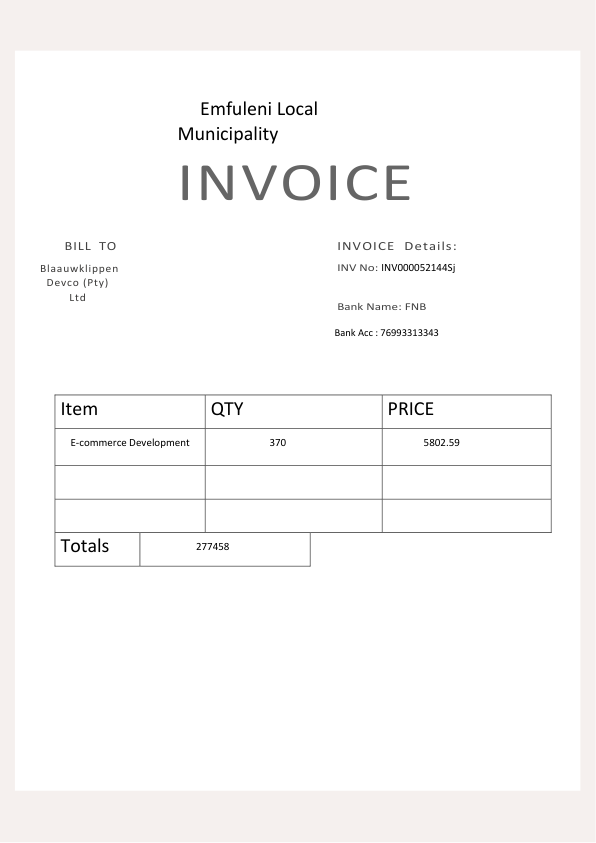 Emfuleni Local
Municipality
INVOICE
BILL TO
Blaauwklippen
Devco (Pty)
Ltd
INVOICE Details:
INV No: INV000052144Sj
Bank Name: FNB
Bank Acc : 76993313343
Item QTY PRICE
E-commerce Development 370 5802.59
Totals 277458